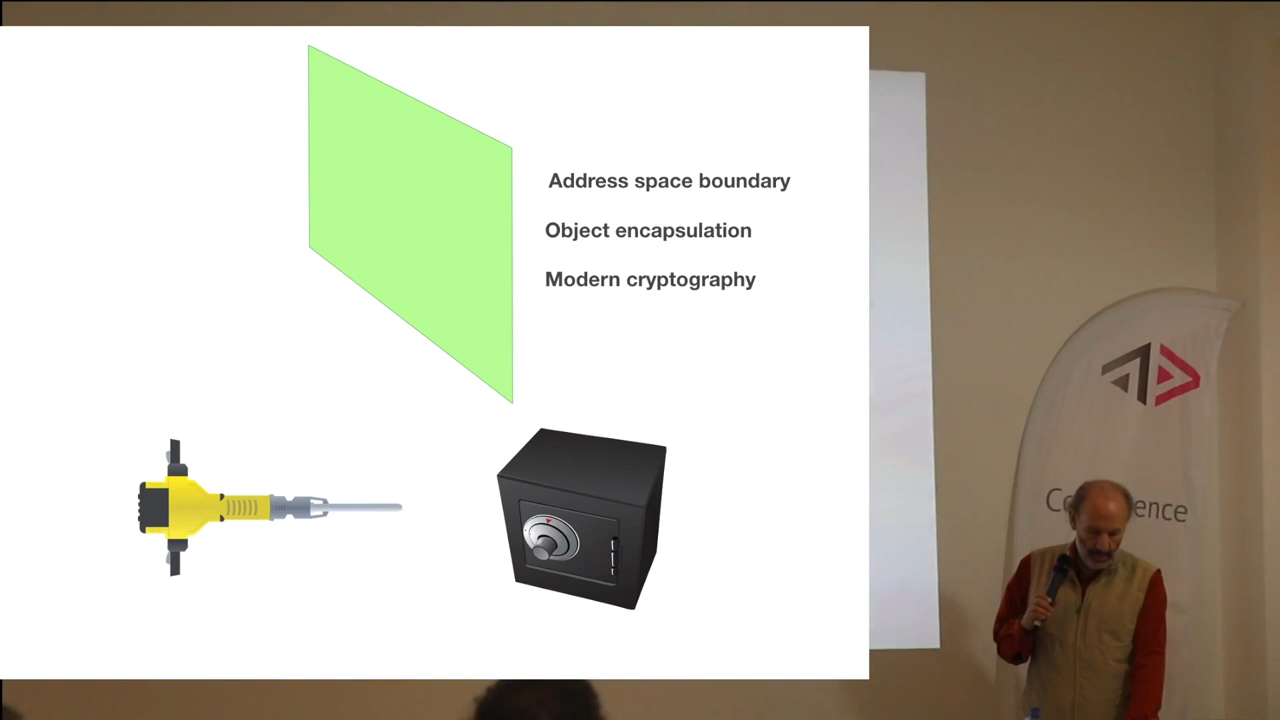 Address space boundary
Object encapsulation
Modern cryptography